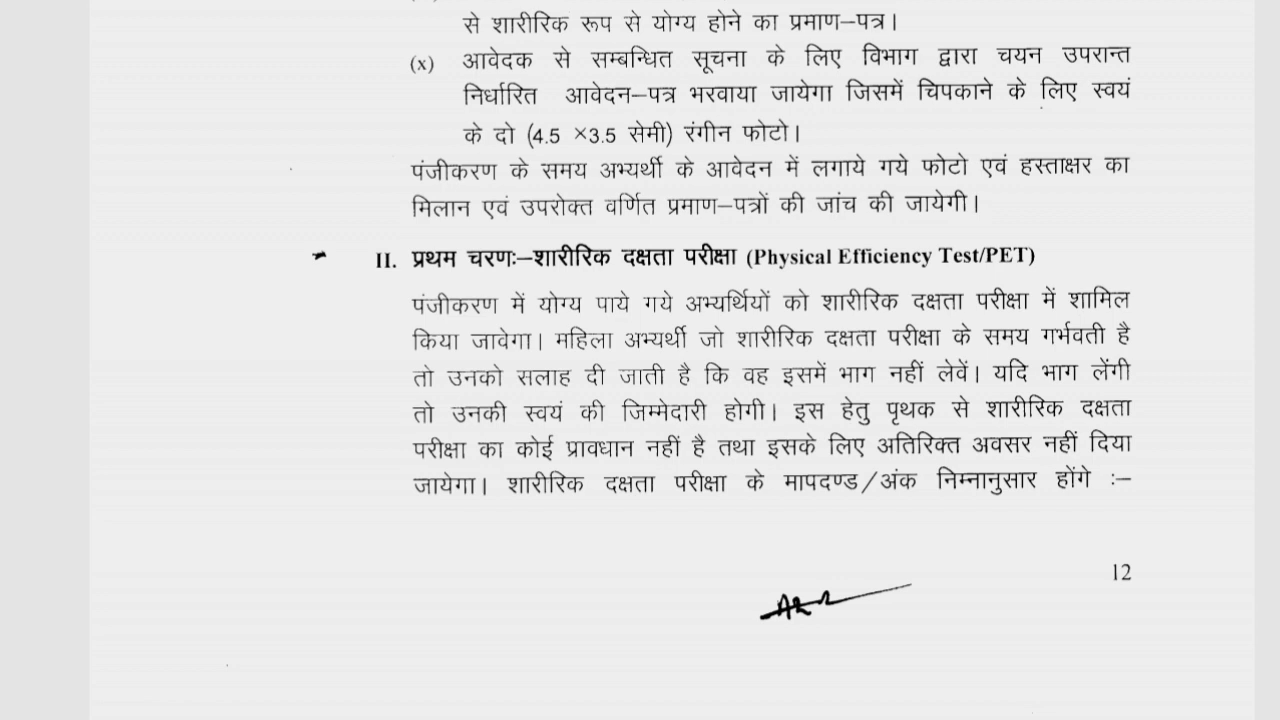 से शारीरिक रूप से योग्य होने का प्रमाण–पत्र।
(x) आवेदक से सम्बन्धित सूचना के लिए विभाग द्वारा चयन उपरान्त
निर्धारित आवेदन–पत्र भरवाया जायेगा जिसमें चिपकाने के लिए स्वयं
के दो (4.5 ×3.5 सेमी) रंगीन फोटो।
पंजीकरण के समय अभ्यर्थी के आवेदन में लगाये गये फोटो एवं हस्ताक्षर का
मिलान एवं उपरोक्त वर्णित प्रमाण–पत्रों की जांच की जायेगी।
II. प्रथम चरणः–शारीरिक दक्षता परीक्षा (Physical Efficiency Test/PET)
पंजीकरण में योग्य पाये गये अभ्यर्थियों को शारीरिक दक्षता परीक्षा में शामिल
किया जावेगा। महिला अभ्यर्थी जो शारीरिक दक्षता परीक्षा के समय गर्भवती है
तो उनको सलाह दी जाती है कि वह इसमें भाग नहीं लेवें। यदि भाग लेंगी
तो उनकी स्वयं की जिम्मेदारी होगी। इस हेतु पृथक से शारीरिक दक्षता
परीक्षा का कोई प्रावधान नहीं है तथा इसके लिए अतिरिक्त अवसर नहीं दिया
जायेगा। शारीरिक दक्षता परीक्षा के मापदण्ड/अंक निम्नानुसार होंगे :–
12